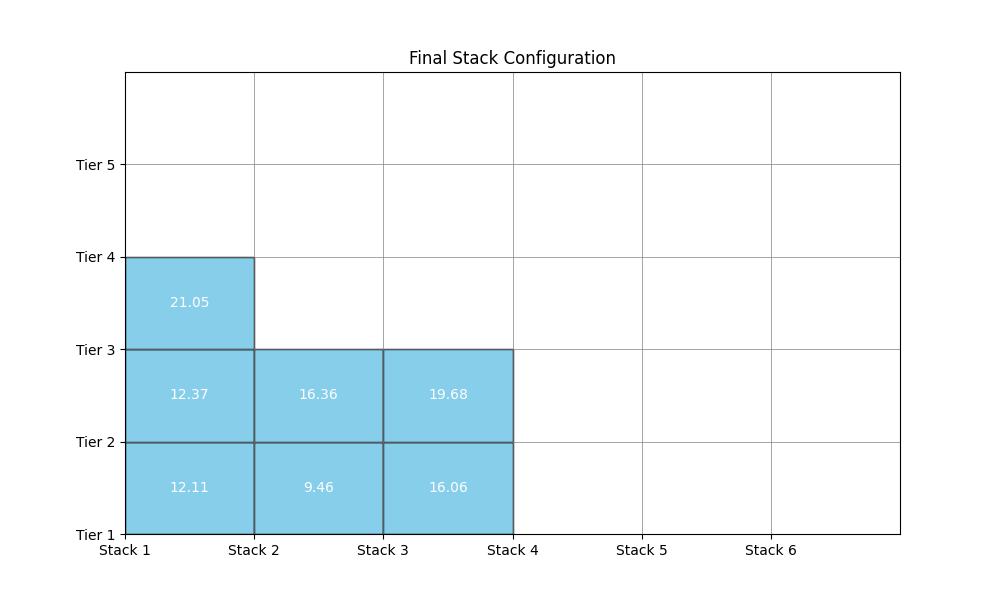 Final Stack Configuration
Tier 5
Tier 4
21.05
Tier 3
12.37 16.36 19.68
Tier 2
12.11 9.46 16.06
Tier 1
Stack 1 Stack 2 Stack 3 Stack 4 Stack 5 Stack 6